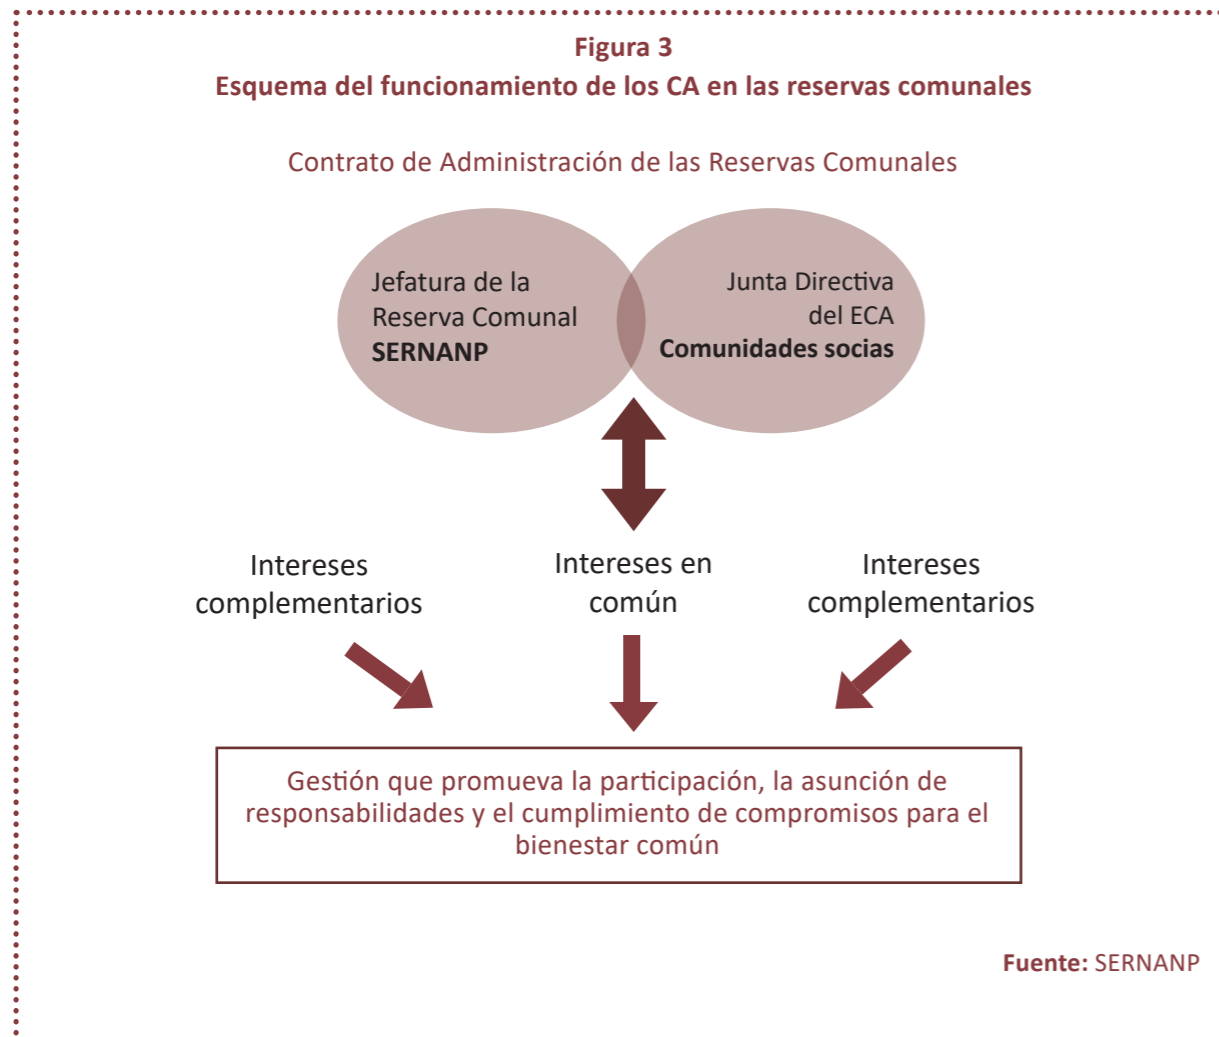 Figura 3
Esquema del funcionamiento de los CA en las reservas comunales
Contrato de Administración de las Reservas Comunales
Jefatura de la
Reserva Comunal
SERNANP
Junta Directiva
del ECA
Comunidades socias
Intereses
complementarios
Intereses en
común
Intereses
complementarios
Gestión que promueva la participación, la asunción de
responsabilidades y el cumplimiento de compromisos para el
bienestar común
Fuente: SERNANP